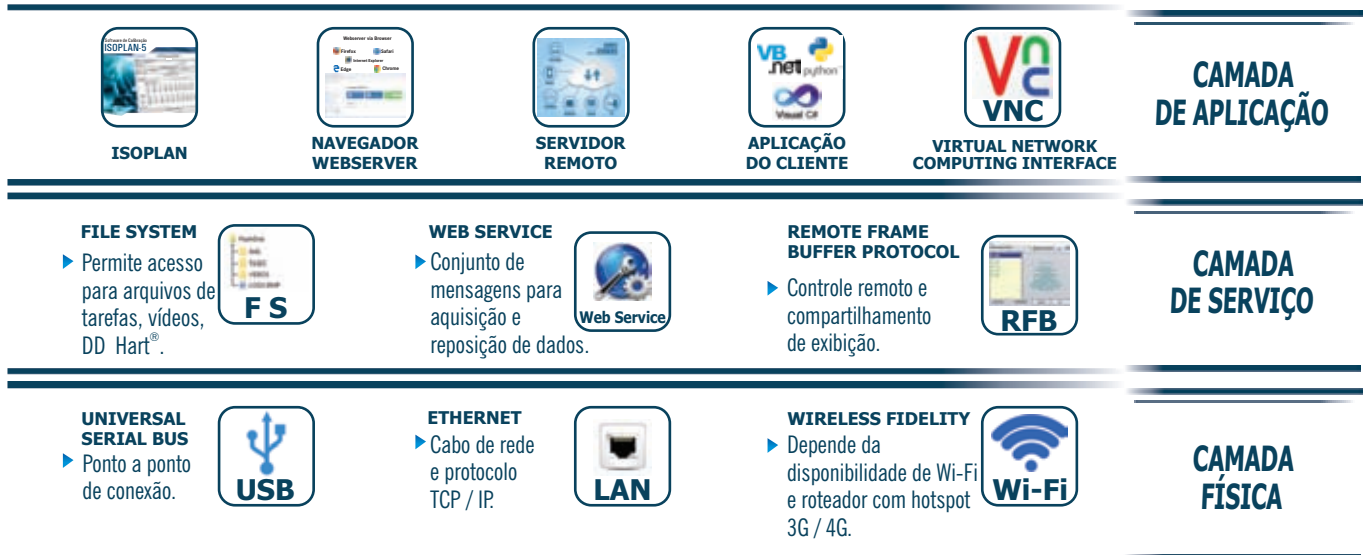 Software de Calibração
ISOPLAN-5
ISOPLAN
Webserver via Browser
Firefox
Safari
Internet Explorer
Edge
Chrome
NAVEGADOR
WEBSERVER
SERVIDOR
REMOTO
VB
.net
python
Visual C#
APLICAÇÃO
DO CLIENTE
VNC
VNC
VIRTUAL NETWORK
COMPUTING INTERFACE
CAMADA
DE APLICAÇÃO
FILE SYSTEM
Permite acesso
para arquivos de
tarefas, vídeos,
DD Hart®.
F S
WEB SERVICE
Conjunto de
mensagens para
aquisição e
reposição de dados.
Web Service
REMOTE FRAME
BUFFER PROTOCOL
Controle remoto e
compartilhamento
de exibição.
RFB
CAMADA
DE SERVIÇO
UNIVERSAL
SERIAL BUS
Ponto a ponto
de conexão.
USB
ETHERNET
Cabo de rede
e protocolo
TCP / IP.
LAN
WIRELESS FIDELITY
Depende da
disponibilidade de Wi-Fi
e roteador com hotspot
3G / 4G.
Wi-Fi
CAMADA
FÍSICA